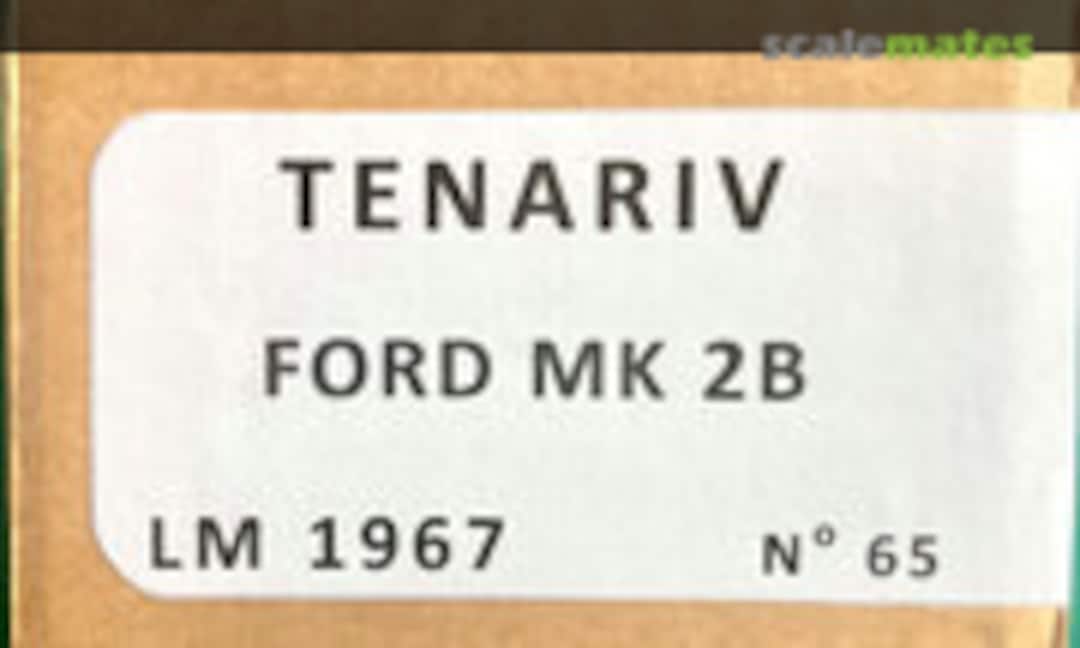 scalemates
TENARIV
FORD MK 2B
LM 1967 N° 65